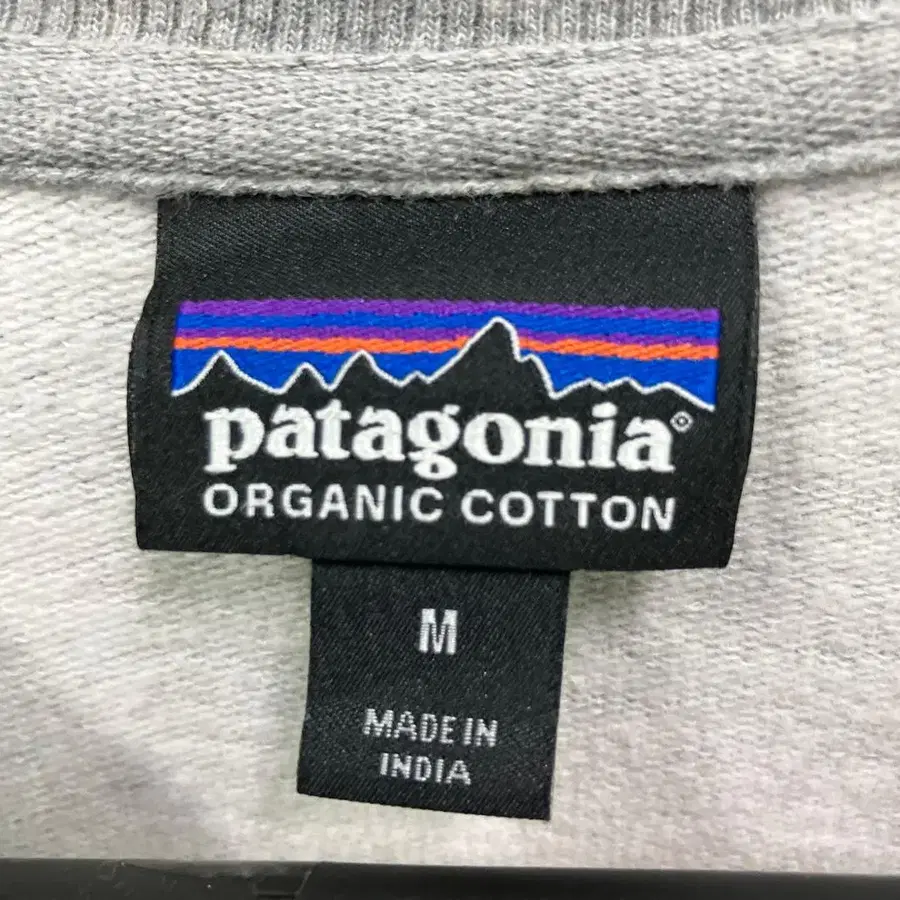 patagonia®
ORGANIC COTTON
M
MADE IN
INDIA